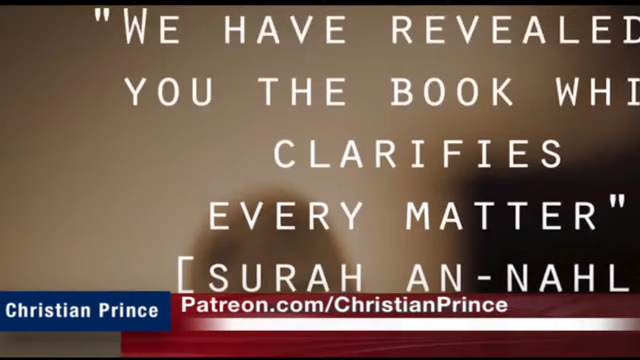 "WE HAVE REVEALED
YOU THE BOOK WHI
CLARIFIES
EVERY MATTER"
[SURAH AN-NAHL
Christian Prince
Patreon.com/ChristianPrince